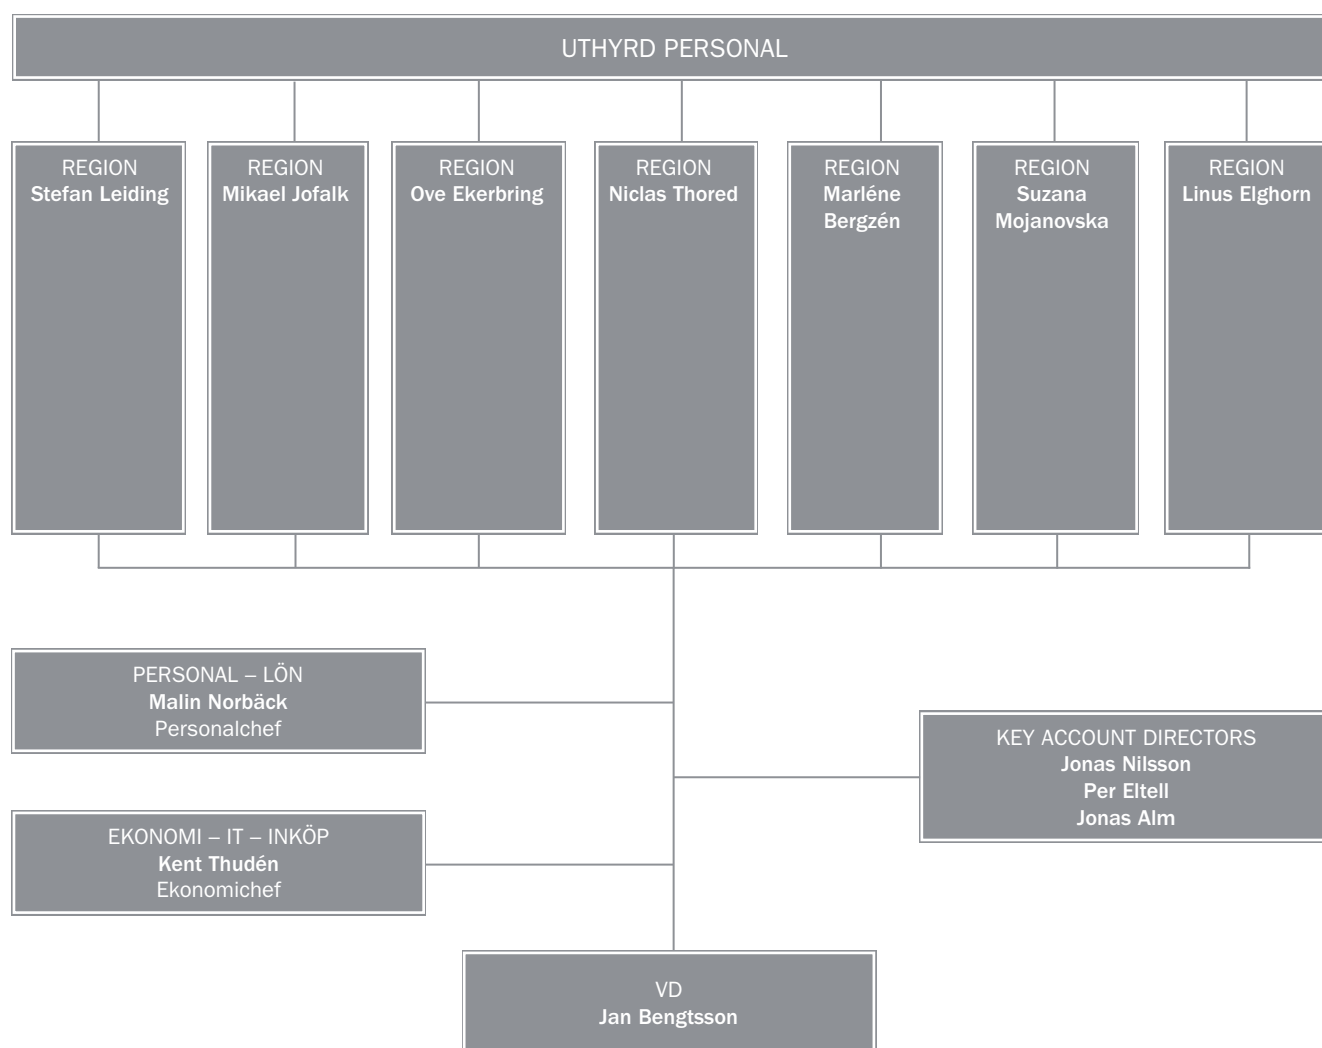 UTHYRD PERSONAL
REGION
Stefan Leiding
REGION
Mikael Jofalk
REGION
Ove Ekerbring
REGION
Niclas Thored
REGION
Marléne
Bergzén
REGION
Suzana
Mojanovska
REGION
Linus Elghorn
PERSONAL – LÖN
Malin Norbäck
Personalchef
KEY ACCOUNT DIRECTORS
Jonas Nilsson
Per Eltell
Jonas Alm
EKONOMI – IT – INKÖP
Kent Thudén
Ekonomichef
VD
Jan Bengtsson